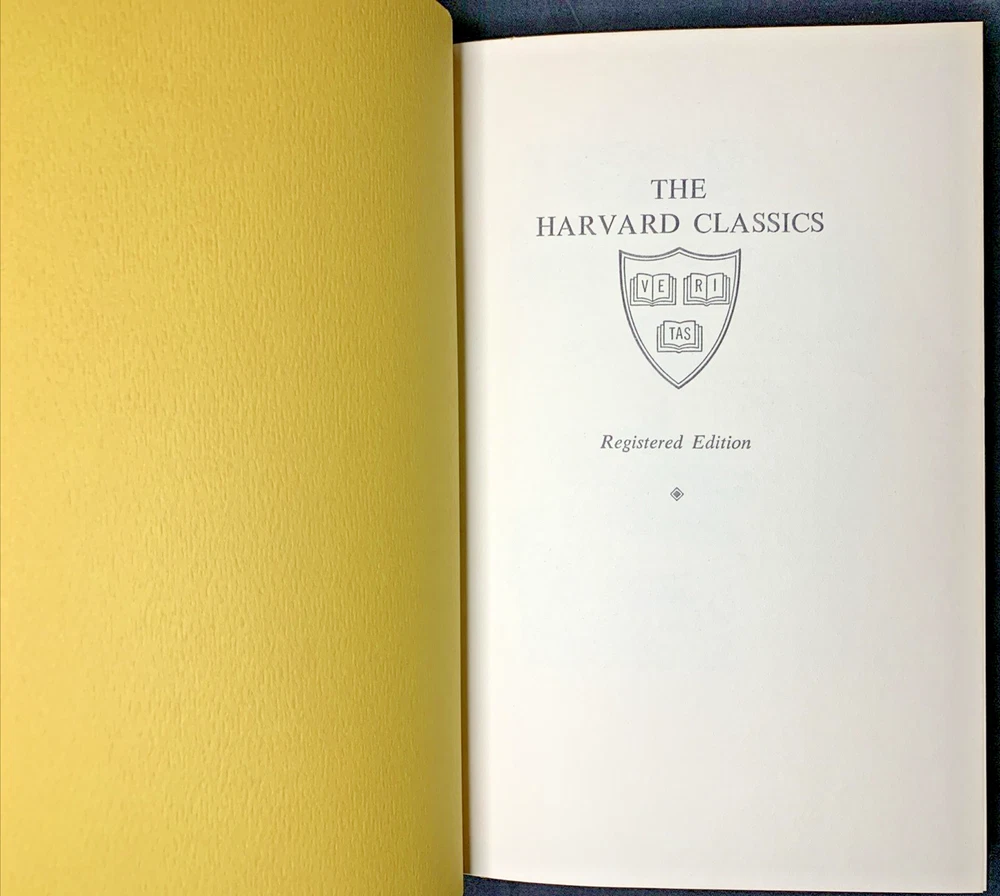 THE
HARVARD CLASSICS
VE RI
TAS
Registered Edition